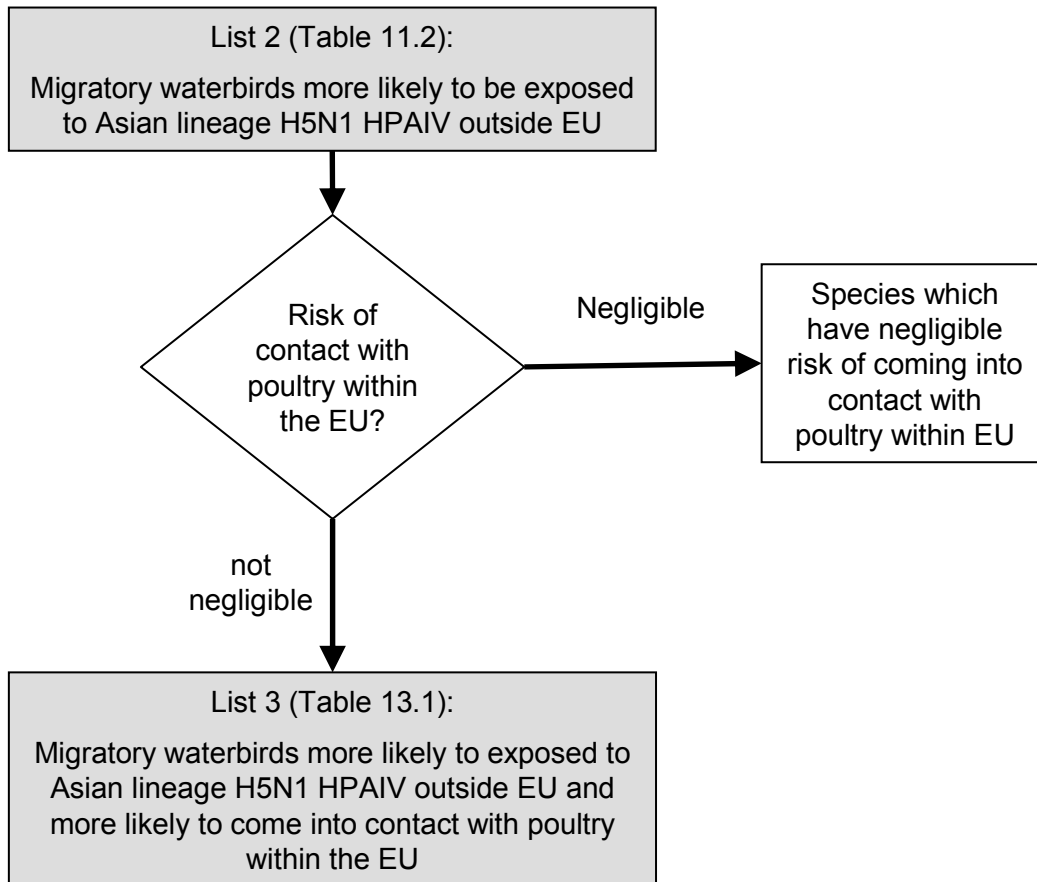 List 2 (Table 11.2):
Migratory waterbirds more likely to be exposed
to Asian lineage H5N1 HPAIV outside EU
Risk of
contact with
poultry within
the EU?
Negligible
Species which
have negligible
risk of coming into
contact with
poultry within EU
not
negligible
List 3 (Table 13.1):
Migratory waterbirds more likely to exposed to
Asian lineage H5N1 HPAIV outside EU and
more likely to come into contact with poultry
within the EU